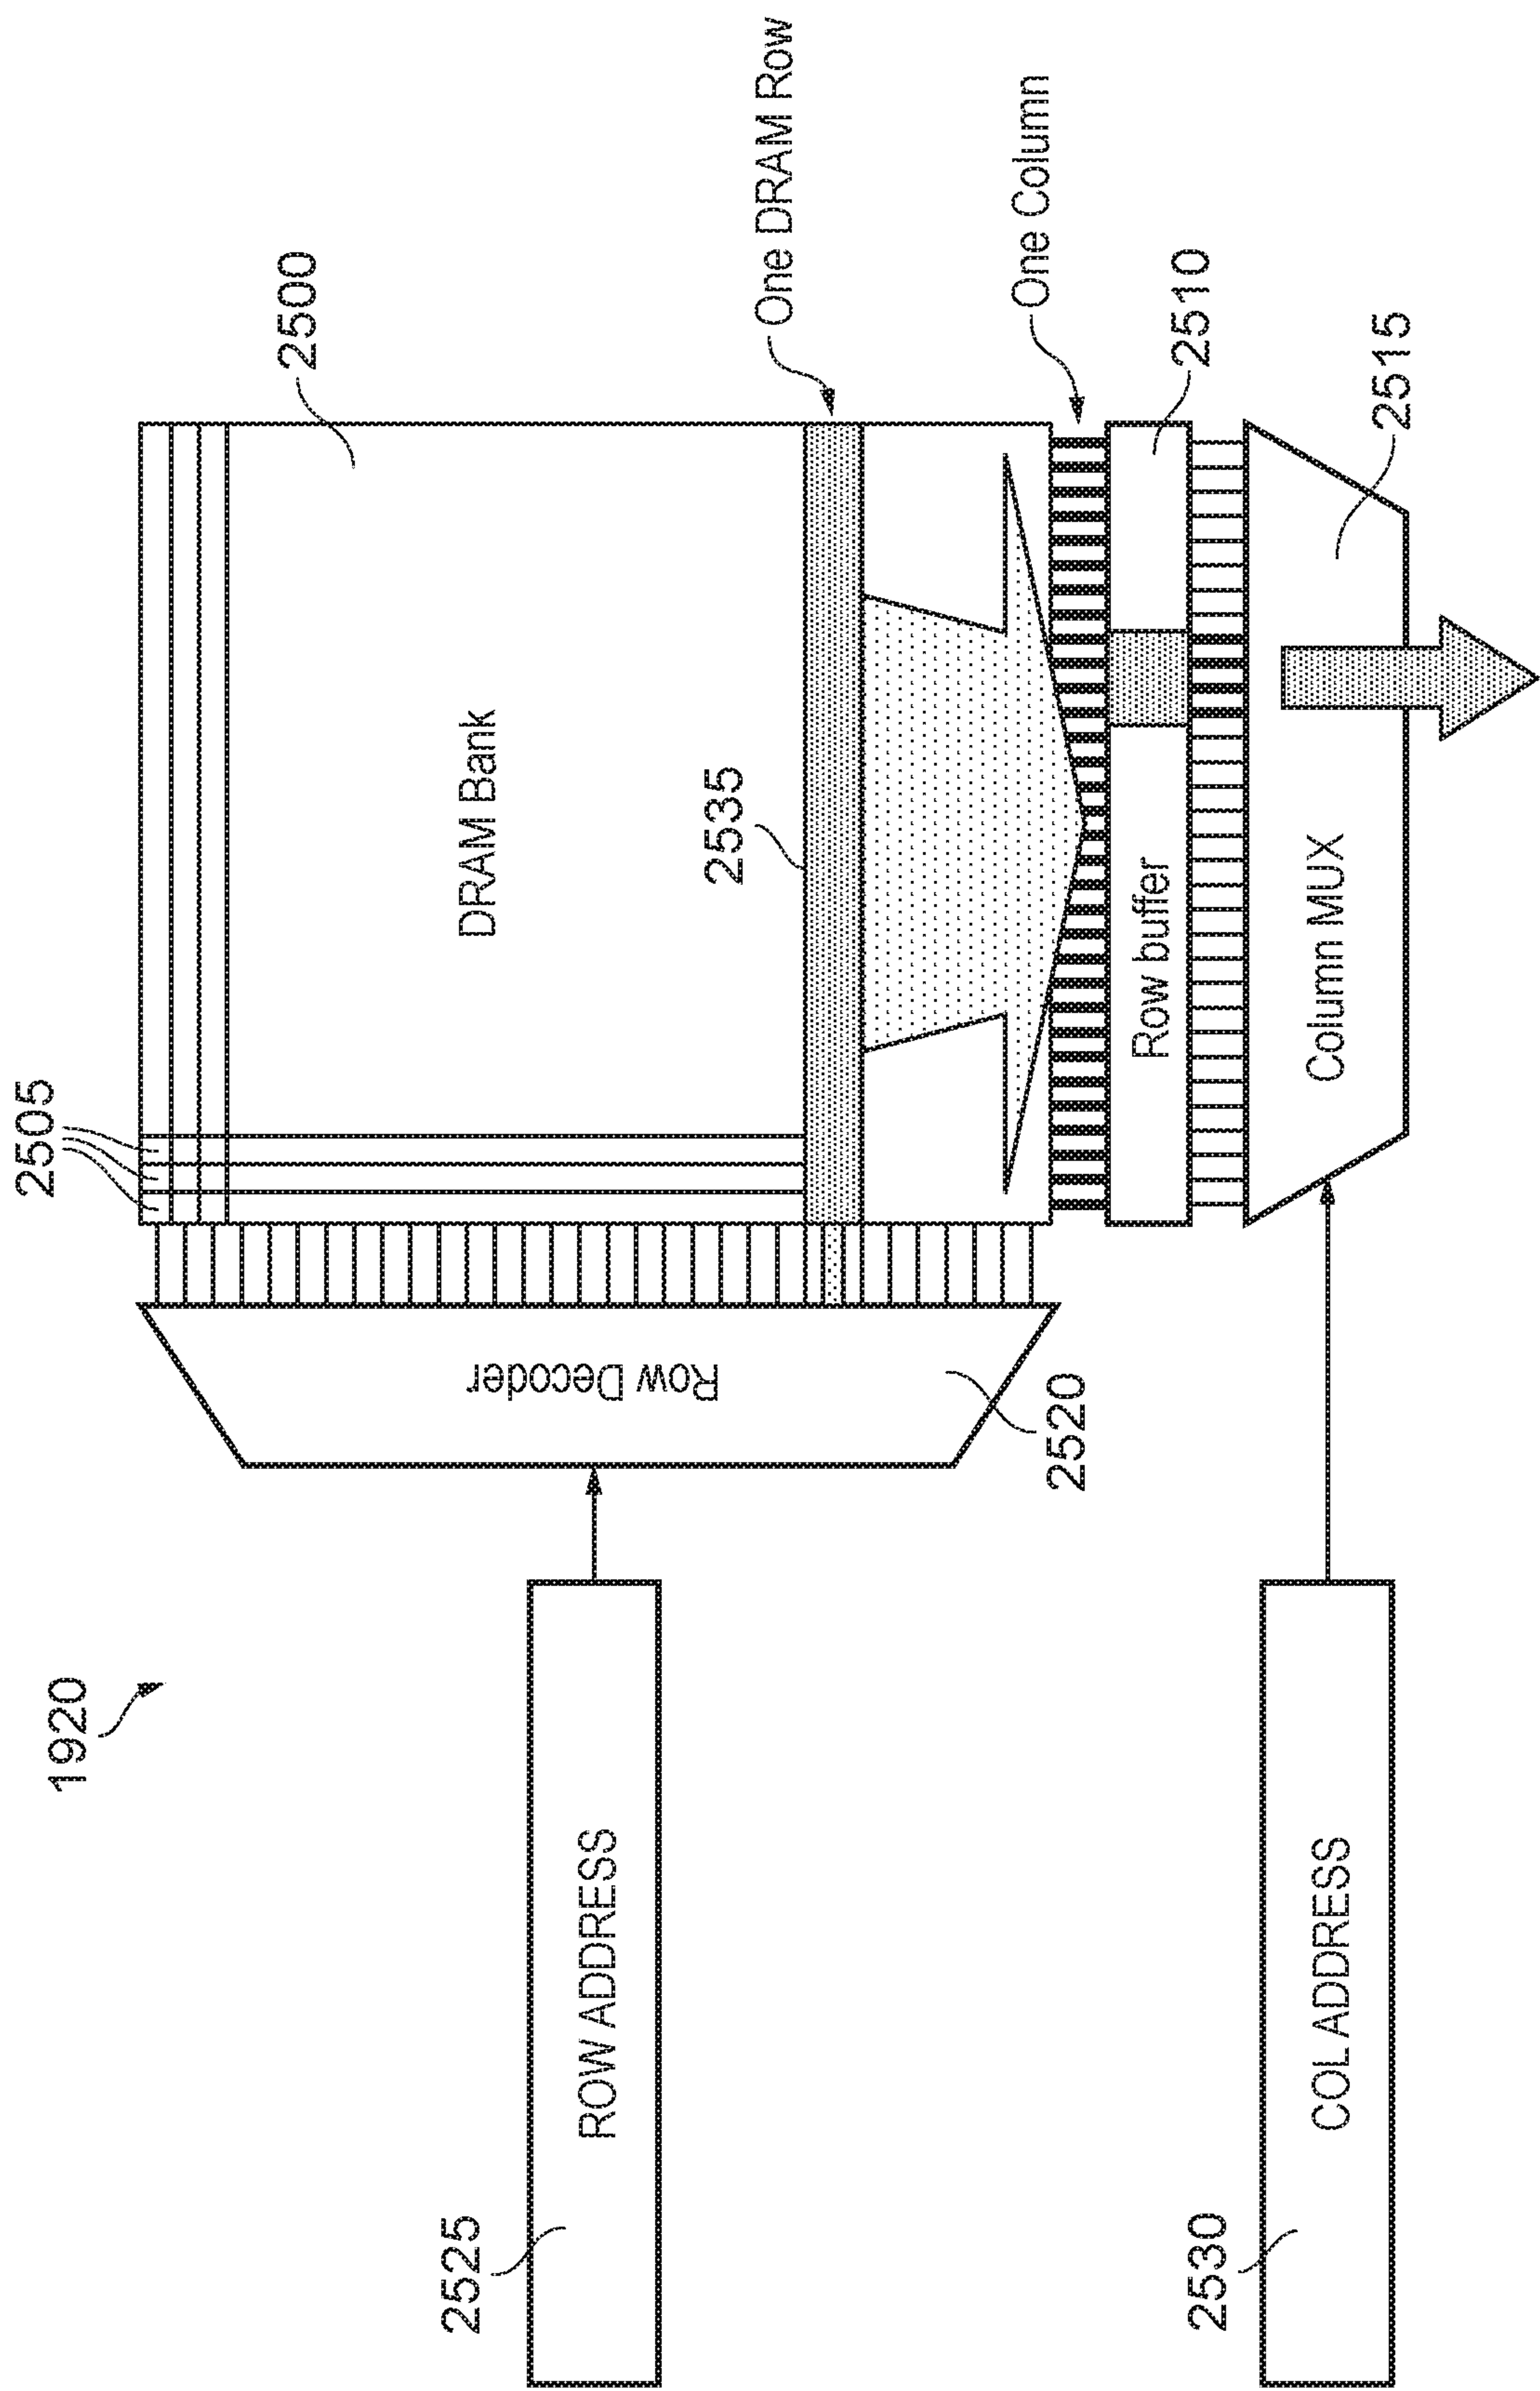 1920
2505
2500
DRAM Bank
2535
One DRAM Row
One Column
Row Decoder
2520
ROW ADDRESS
2525
Row buffer
2510
Column MUX
2515
COL ADDRESS
2530